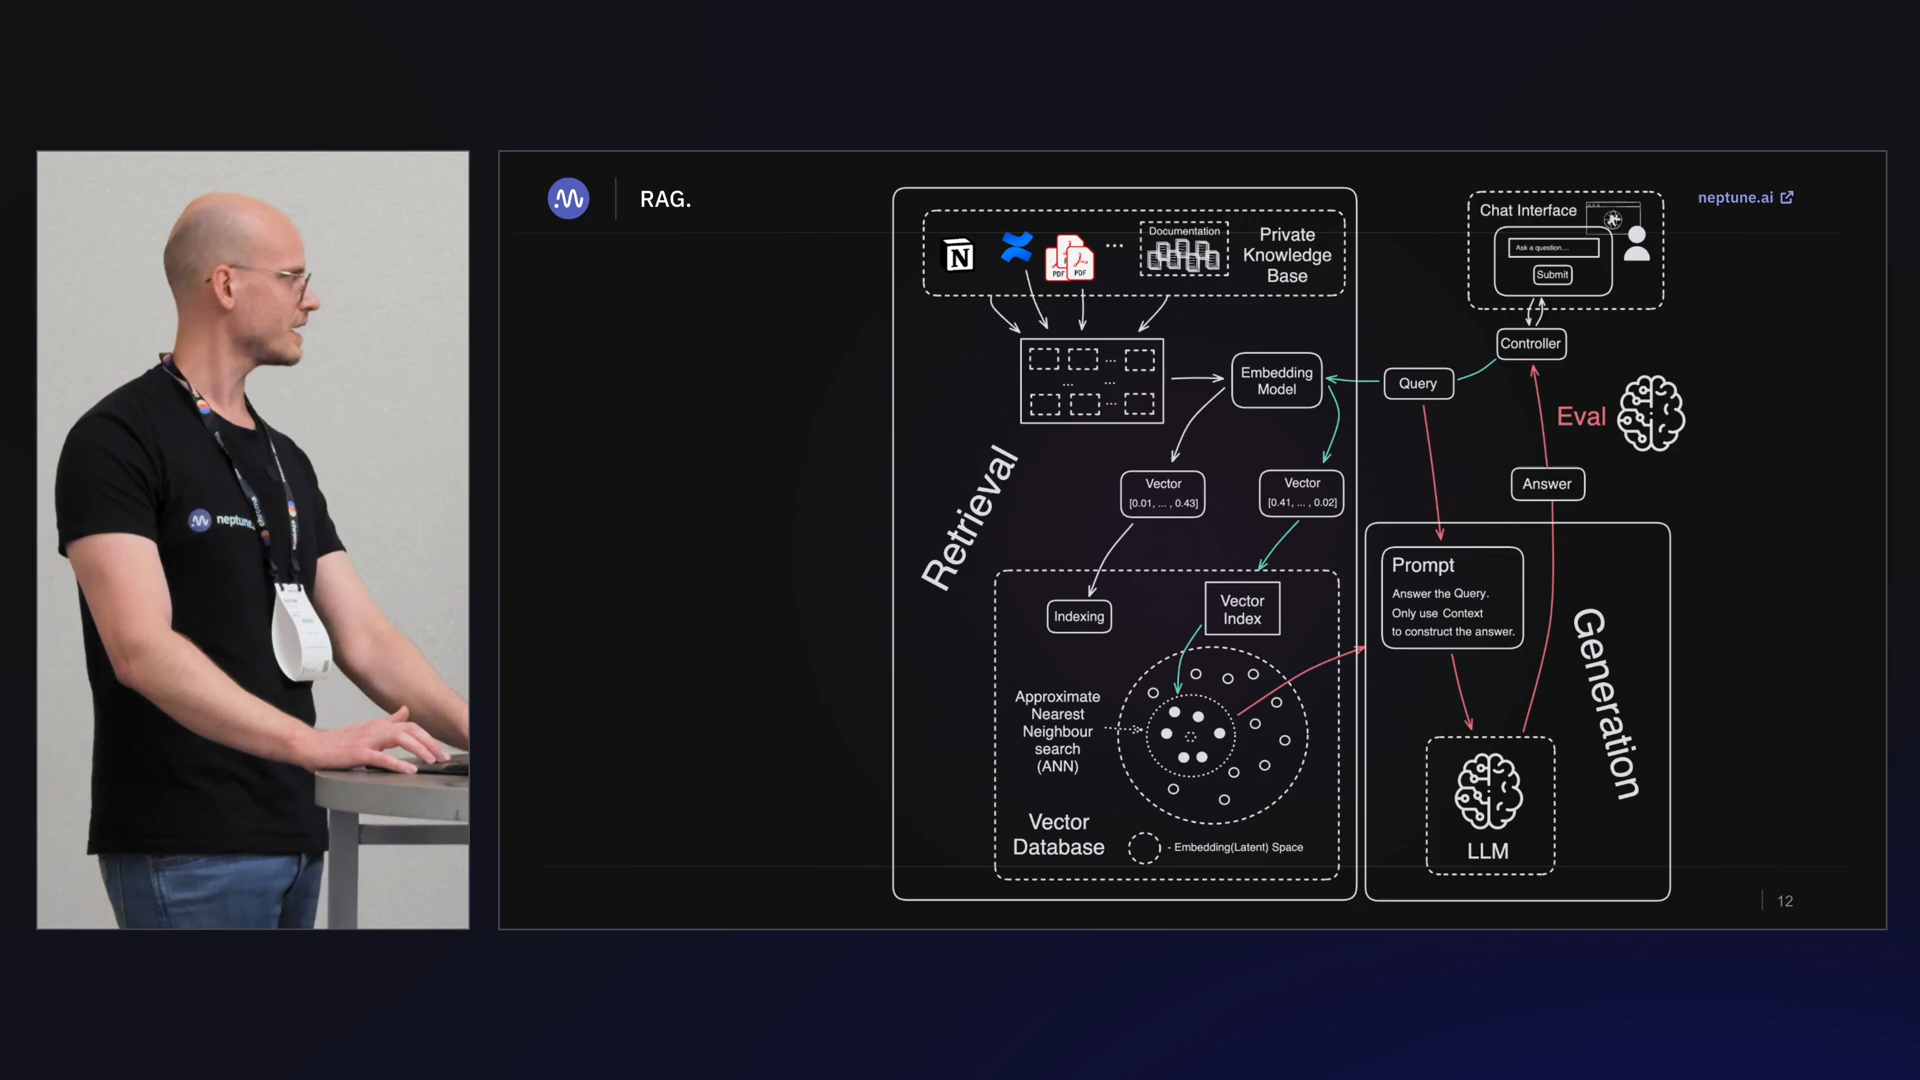 RAG.
neptune.ai
N
PDF
PDF
...
Documentation
Private
Knowledge
Base
Chat Interface
Ask a question....
Submit
Controller
...
...
...
...
Embedding
Model
Query
Eval
Retrieval
Vector
[0.01, ... , 0.43]
Vector
[0.41, ... , 0.02]
Answer
Indexing
Vector
Index
Prompt
Answer the Query.
Only use Context
to construct the answer.
Approximate
Nearest
Neighbour
search
(ANN)
Vector
Database
- Embedding(Latent) Space
Generation
LLM
12
neptune.